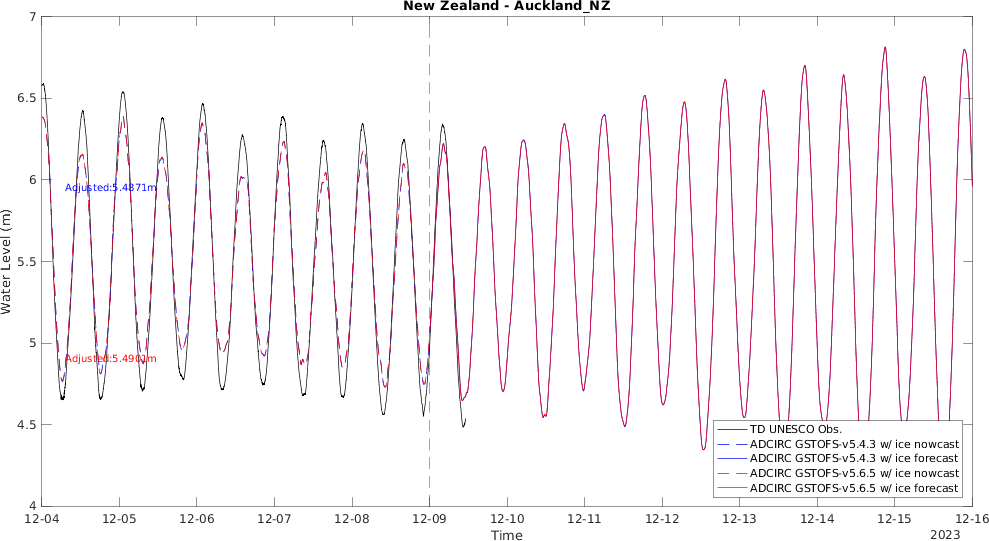 New Zealand - Auckland_NZ
7
6.5
6
5.5
5
4.5
4
Water Level (m)
Adjusted:5.4871m
Adjusted:5.4901m
TD UNESCO Obs.
ADCIRC GSTOFS-v5.4.3 w/ ice nowcast
ADCIRC GSTOFS-v5.4.3 w/ ice forecast
ADCIRC GSTOFS-v5.6.5 w/ ice nowcast
ADCIRC GSTOFS-v5.6.5 w/ ice forecast
12-04 12-05 12-06 12-07 12-08 12-09 12-10 12-11 12-12 12-13 12-14 12-15 12-16
Time
2023